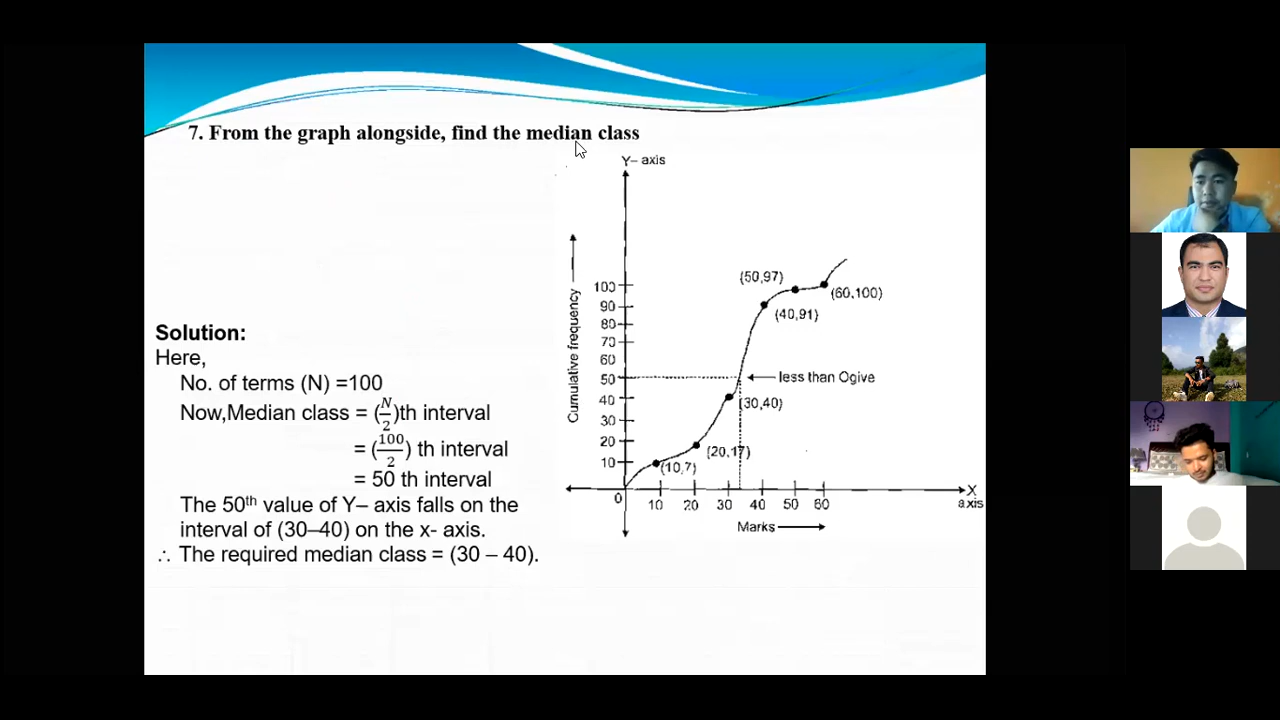 7. From the graph alongside, find the median class
Y– axis
Cumulative frequency
100
90
80
70
60
50
40
30
20
10
0
10 20 30 40 50 60
Marks
X
axis
(50,97)
(60,100)
(40,91)
less than Ogive
(30,40)
(20,17)
(10,7)
Solution:
Here,
No. of terms (N) =100
Now,Median class = (N/2)th interval
= (100/2) th interval
= 50 th interval
The 50th value of Y– axis falls on the
interval of (30–40) on the x- axis.
∴ The required median class = (30 – 40).